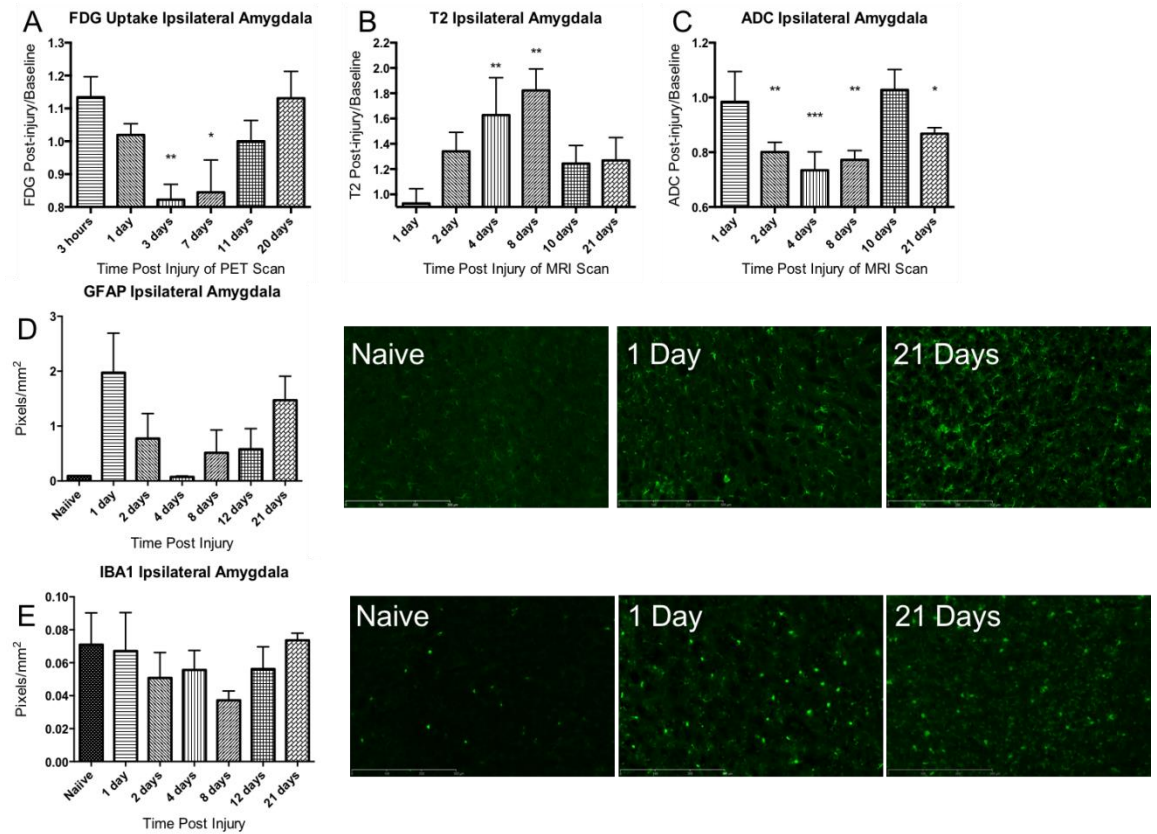 A
FDG Uptake Ipsilateral Amygdala
FDG Post-injury/Baseline
1.3
1.2
1.1
1.0
0.9
0.8
**
*
3 hours
1 day
3 days
7 days
11 days
20 days
Time Post Injury of PET Scan
B
T2 Ipsilateral Amygdala
T2 Post-injury/Baseline
2.2
2.0
1.8
1.6
1.4
1.2
1.0
**
**
1 day
2 day
4 days
8 days
10 days
21 days
Time Post Injury of MRI Scan
C
ADC Ipsilateral Amygdala
ADC Post-injury/Baseline
1.2
1.0
0.8
0.6
**
***
**
*
1 day
2 day
4 days
8 days
10 days
21 days
Time Post Injury of MRI Scan
D
GFAP Ipsilateral Amygdala
Pixels/mm²
3
2
1
0
Naive
1 day
2 days
4 days
8 days
12 days
21 days
Time Post Injury
Naive
1 Day
21 Days
E
IBA1 Ipsilateral Amygdala
Pixels/mm²
0.10
0.08
0.06
0.04
0.02
0.00
Naiive
1 day
2 days
4 days
8 days
12 days
21 days
Time Post Injury
Naive
1 Day
21 Days